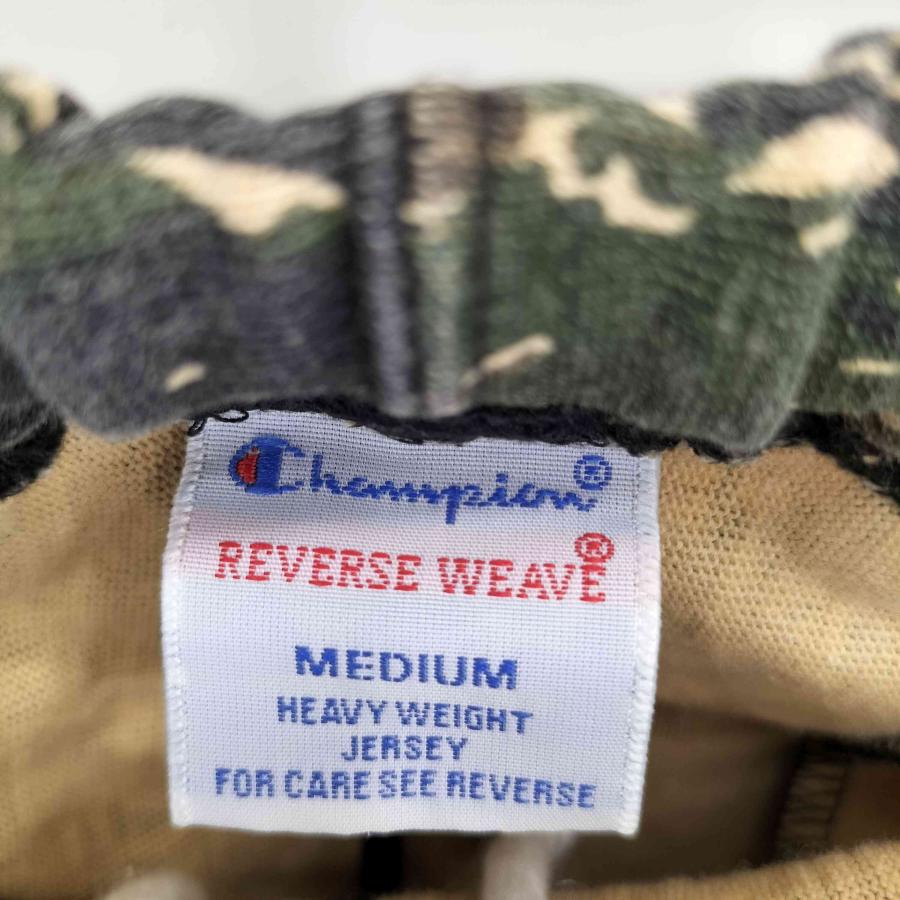 Champion®
REVERSE WEAVE®
MEDIUM
HEAVY WEIGHT
JERSEY
FOR CARE SEE REVERSE